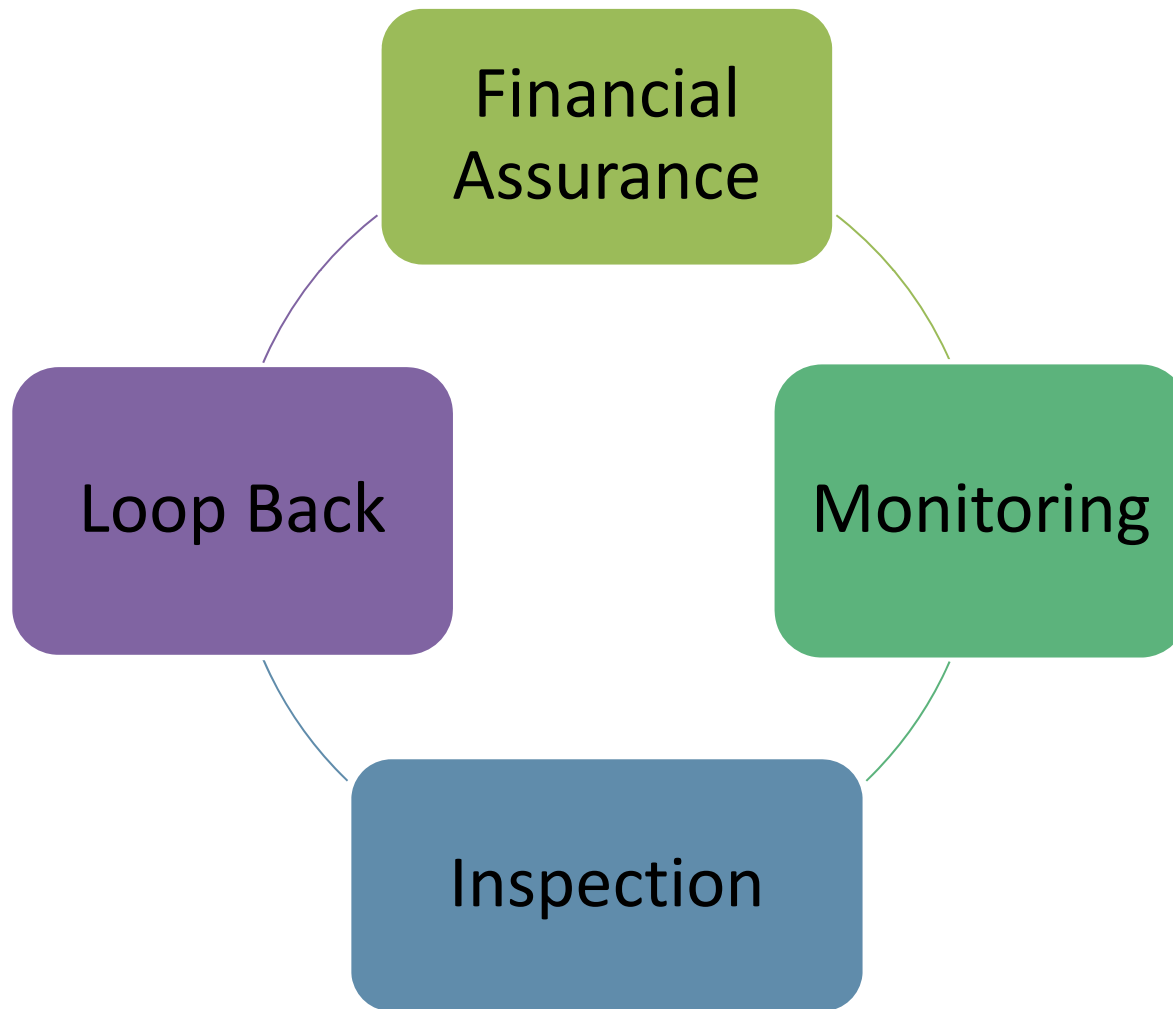 Financial
Assurance
Loop Back
Monitoring
Inspection